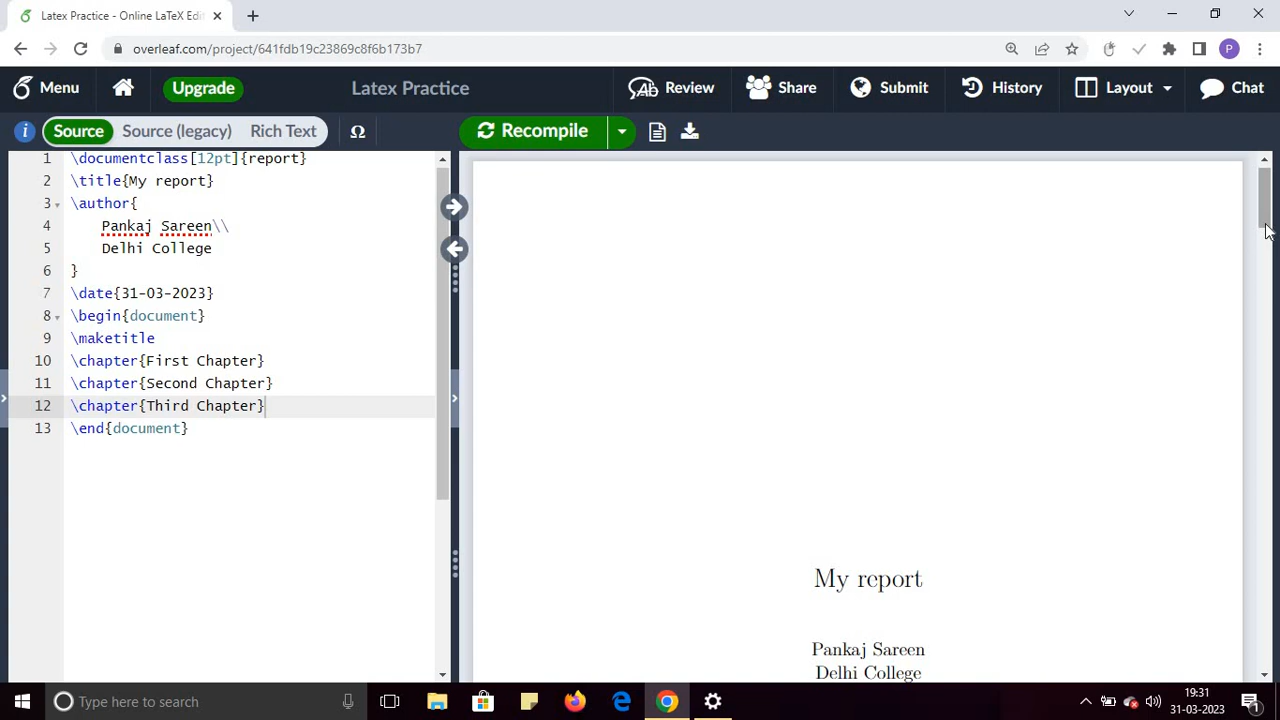 Latex Practice - Online LaTeX Edit
overleaf.com/project/641fdb19c23869c8f6b173b7
P
Menu
Upgrade
Latex Practice
Review
Share
Submit
History
Layout
Chat
Source
Source (legacy)
Rich Text
Ω
Recompile
1 \documentclass[12pt]{report}
2 \title{My report}
3 \author{
4 Pankaj Sareen\\
5 Delhi College
6 }
7 \date{31-03-2023}
8 \begin{document}
9 \maketitle
10 \chapter{First Chapter}
11 \chapter{Second Chapter}
12 \chapter{Third Chapter}
13 \end{document}
My report
Pankaj Sareen
Delhi College
Type here to search
19:31
31-03-2023
1